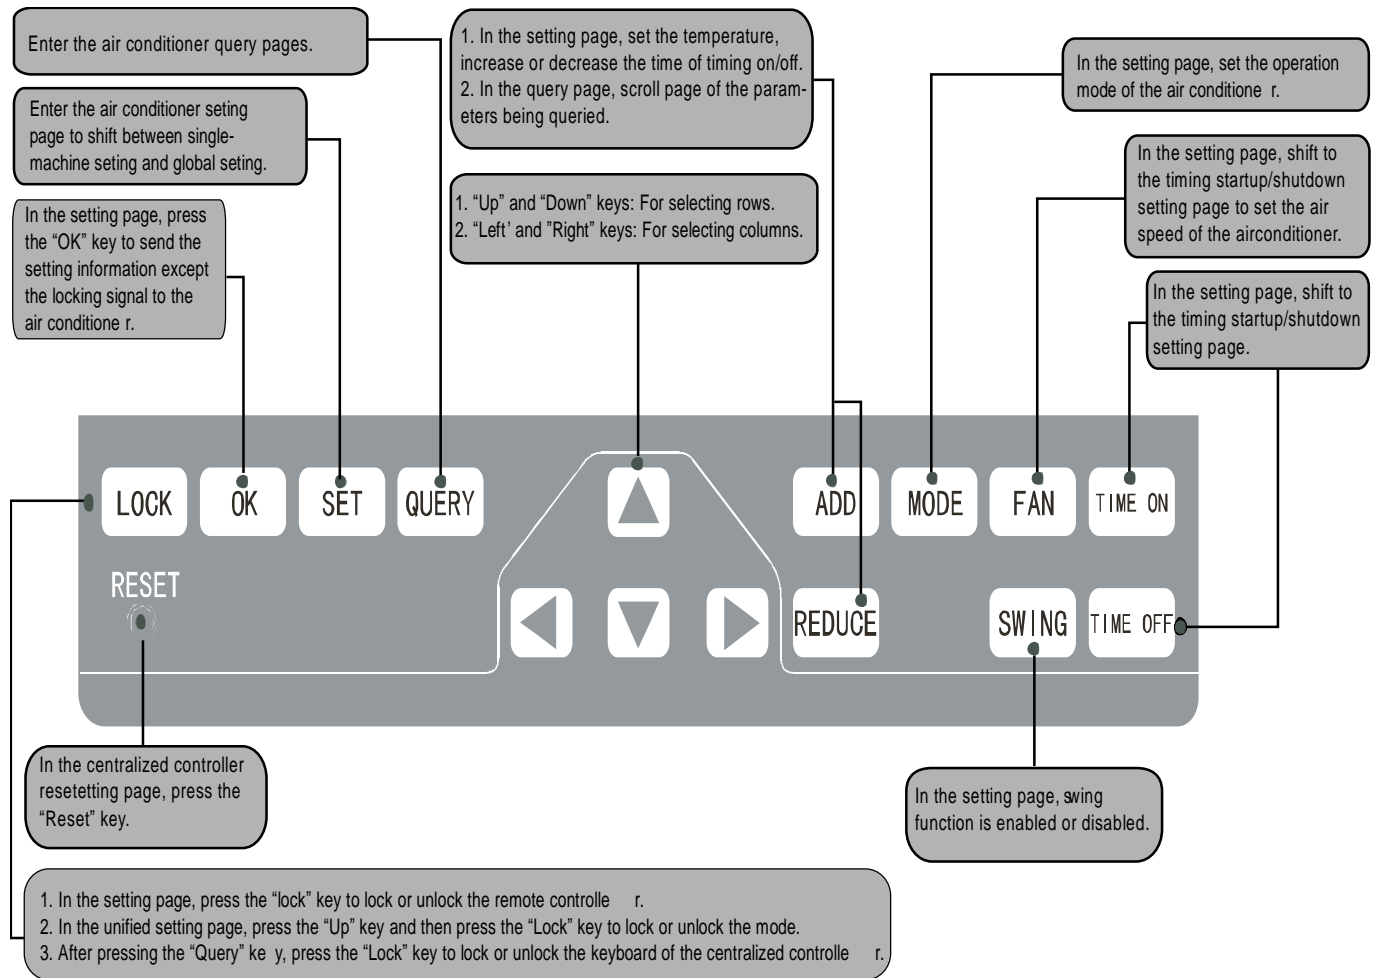 Enter the air conditioner query pages.
Enter the air conditioner seting
page to shift between single-
machine seting and global seting.
In the setting page, press
the “OK” key to send the
setting information except
the locking signal to the
air conditione r.
1. In the setting page, set the temperature,
increase or decrease the time of timing on/off.
2. In the query page, scroll page of the param-
eters being queried.
1. “Up” and “Down” keys: For selecting rows.
2. “Left’ and ”Right” keys: For selecting columns.
In the setting page, set the operation
mode of the air conditione r.
In the setting page, shift to
the timing startup/shutdown
setting page to set the air
speed of the airconditioner.
In the setting page, shift to
the timing startup/shutdown
setting page.
LOCK OK SET QUERY ADD MODE FAN TIME ON
RESET
REDUCE SWING TIME OFF
In the centralized controller
resetetting page, press the
“Reset” key.
In the setting page, swing
function is enabled or disabled.
1. In the setting page, press the “lock” key to lock or unlock the remote controlle r.
2. In the unified setting page, press the “Up” key and then press the “Lock” key to lock or unlock the mode.
3. After pressing the “Query” ke y, press the “Lock” key to lock or unlock the keyboard of the centralized controlle r.